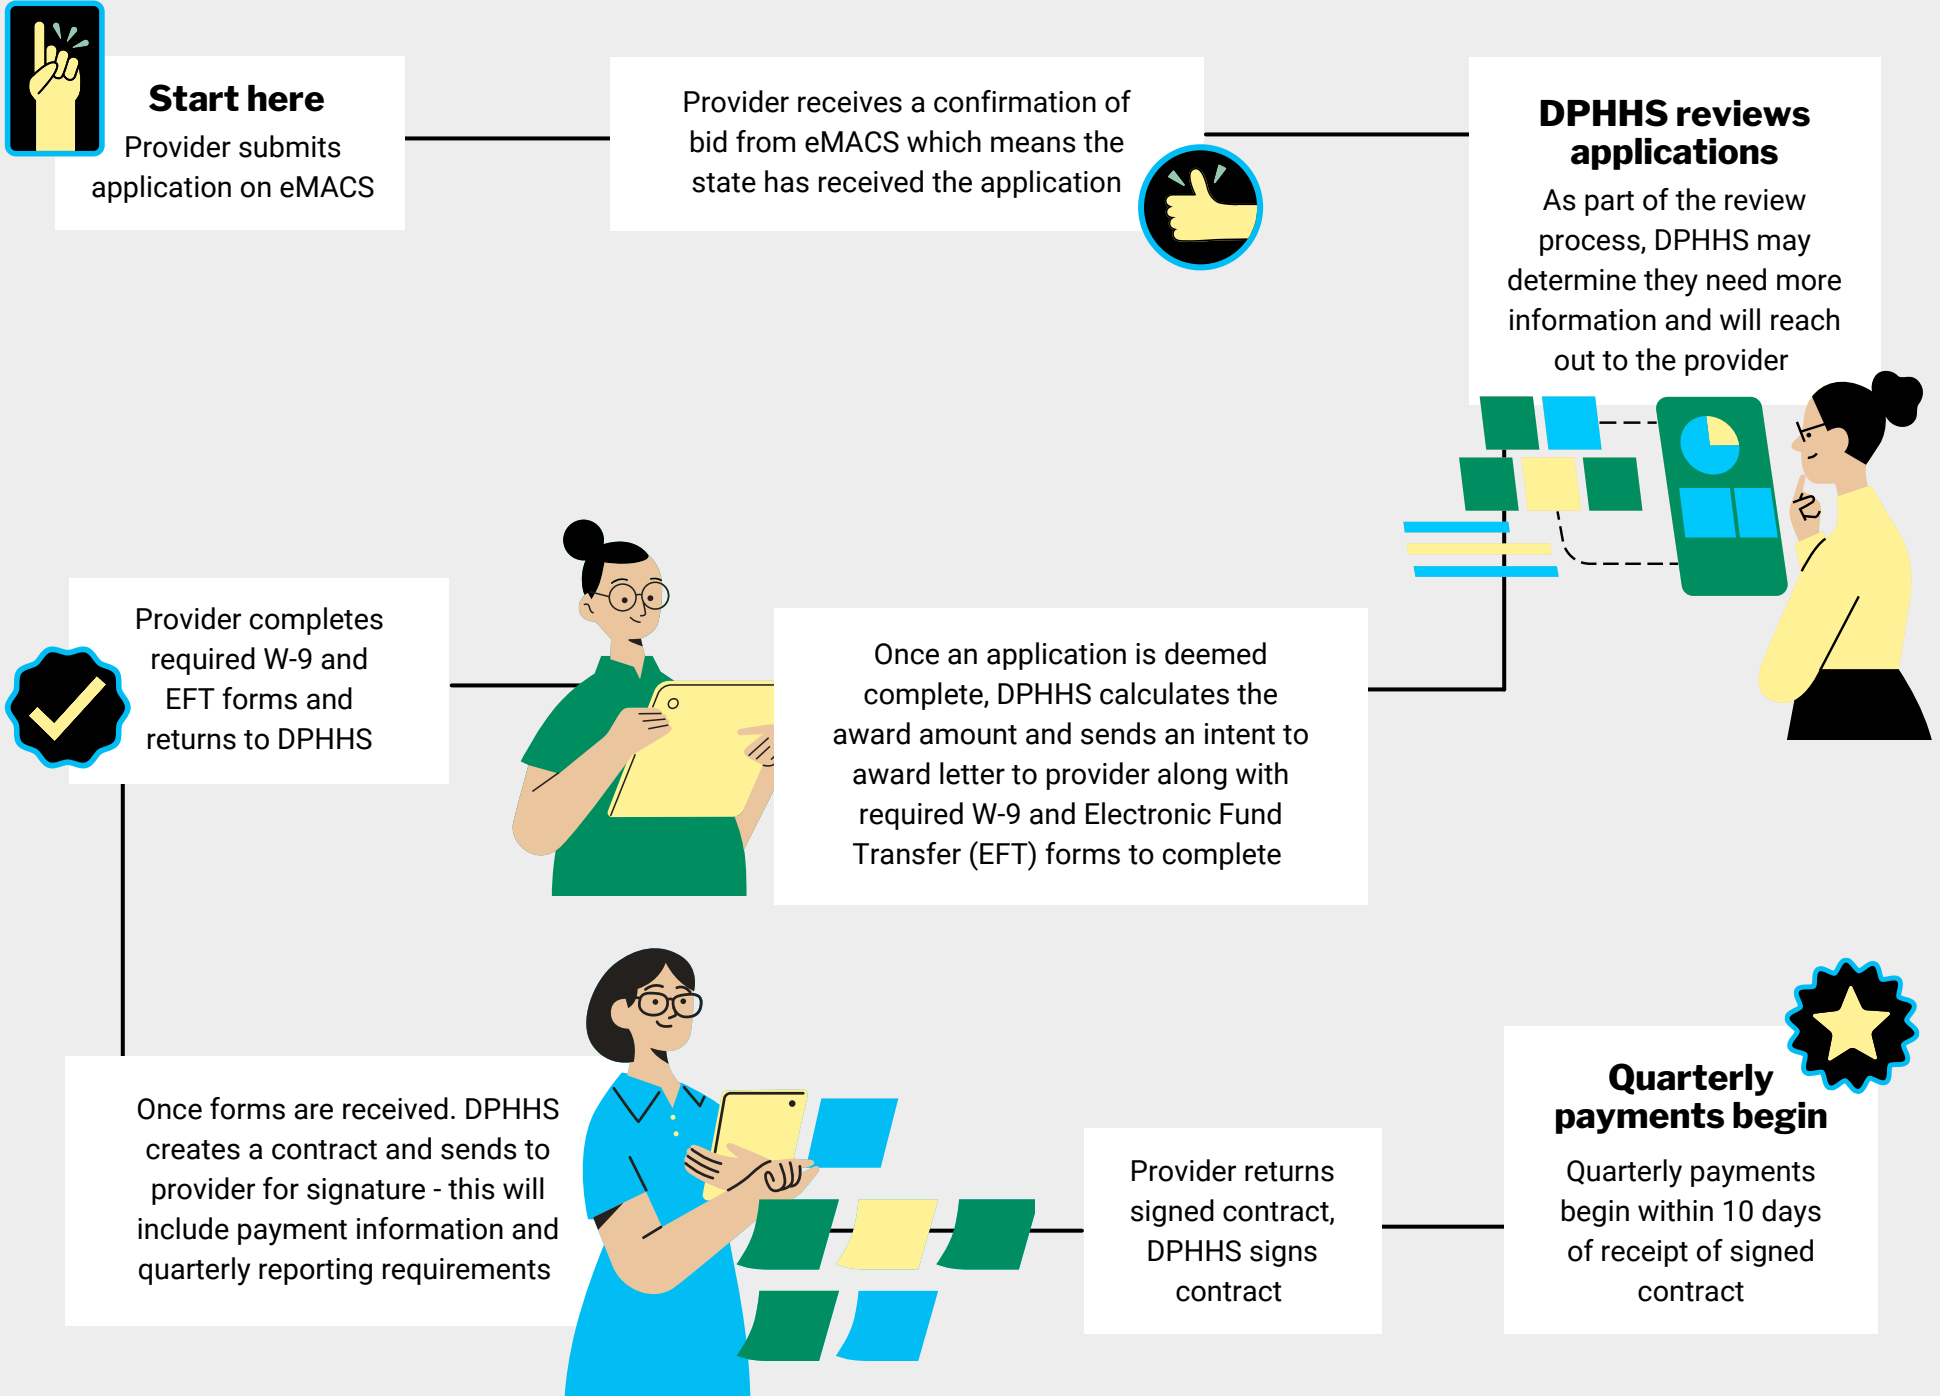 Start here
Provider submits
application on eMACS
Provider receives a confirmation of
bid from eMACS which means the
state has received the application
DPHHS reviews
applications
As part of the review
process, DPHHS may
determine they need more
information and will reach
out to the provider
Once an application is deemed
complete, DPHHS calculates the
award amount and sends an intent to
award letter to provider along with
required W-9 and Electronic Fund
Transfer (EFT) forms to complete
Provider completes
required W-9 and
EFT forms and
returns to DPHHS
Once forms are received. DPHHS
creates a contract and sends to
provider for signature - this will
include payment information and
quarterly reporting requirements
Provider returns
signed contract,
DPHHS signs
contract
Quarterly
payments begin
Quarterly payments
begin within 10 days
of receipt of signed
contract